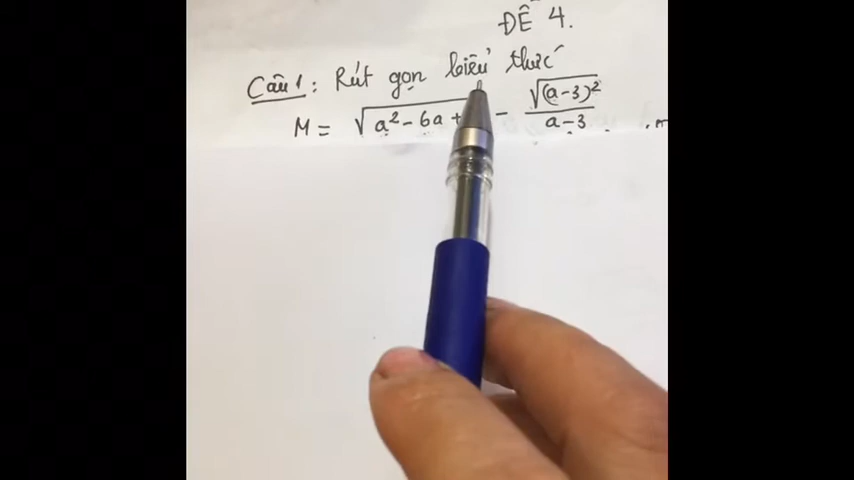 ĐỀ 4.
Câu 1: Rút gọn biểu thức
M = √a² - 6a + - √(a-3)² / a-3